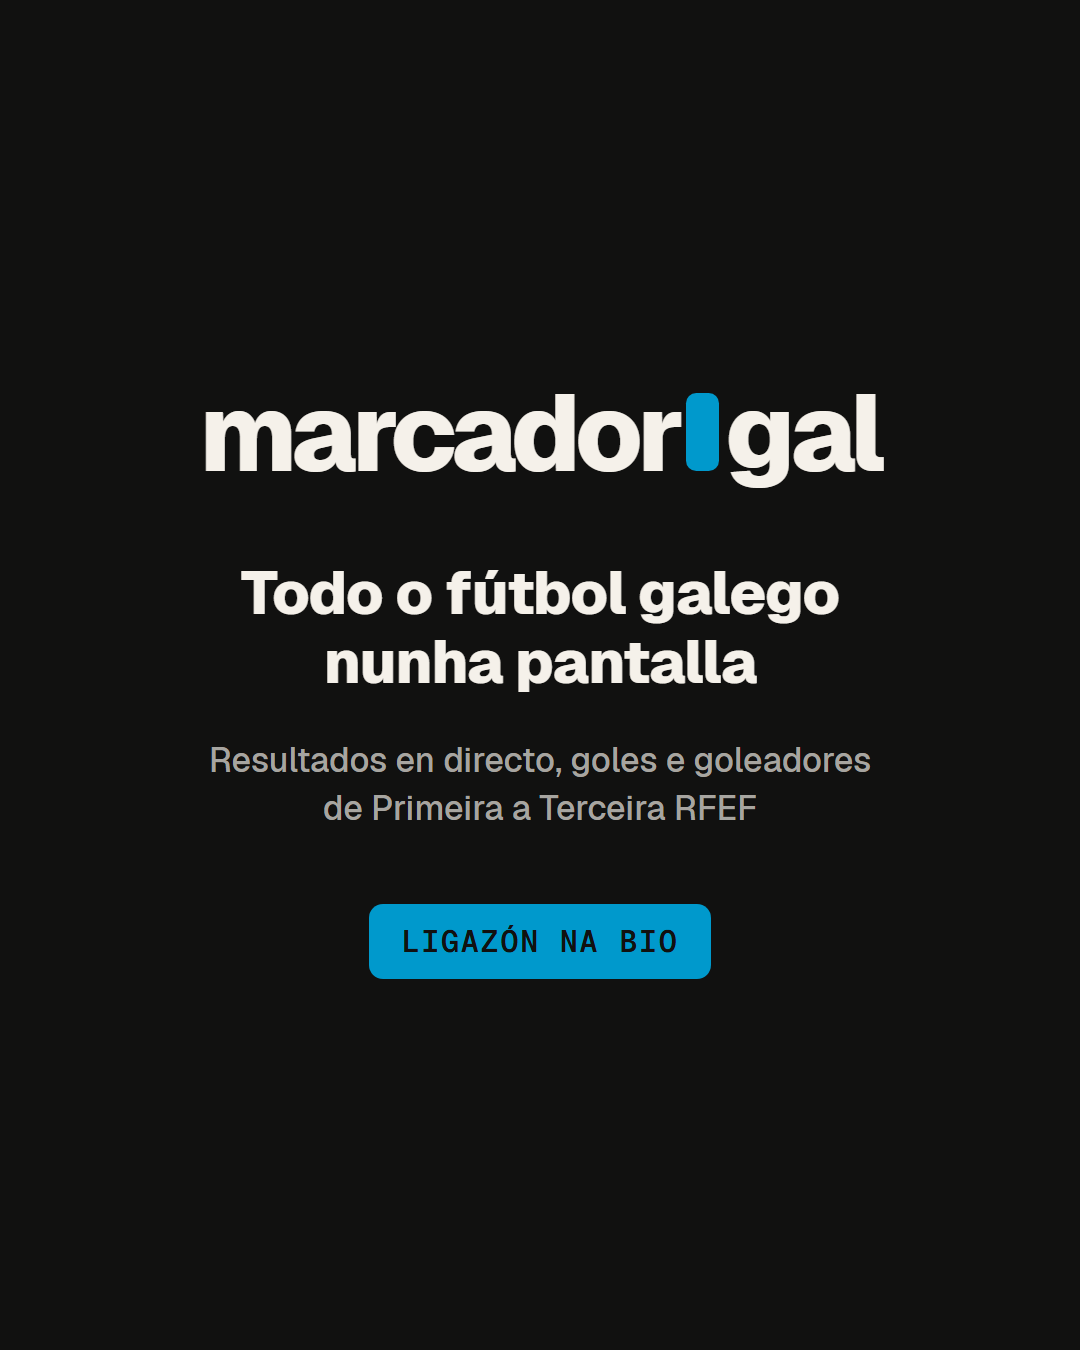 marcador gal
Todo o fútbol galego
nunha pantalla
Resultados en directo, goles e goleadores
de Primeira a Terceira RFEF
LIGAZÓN NA BIO